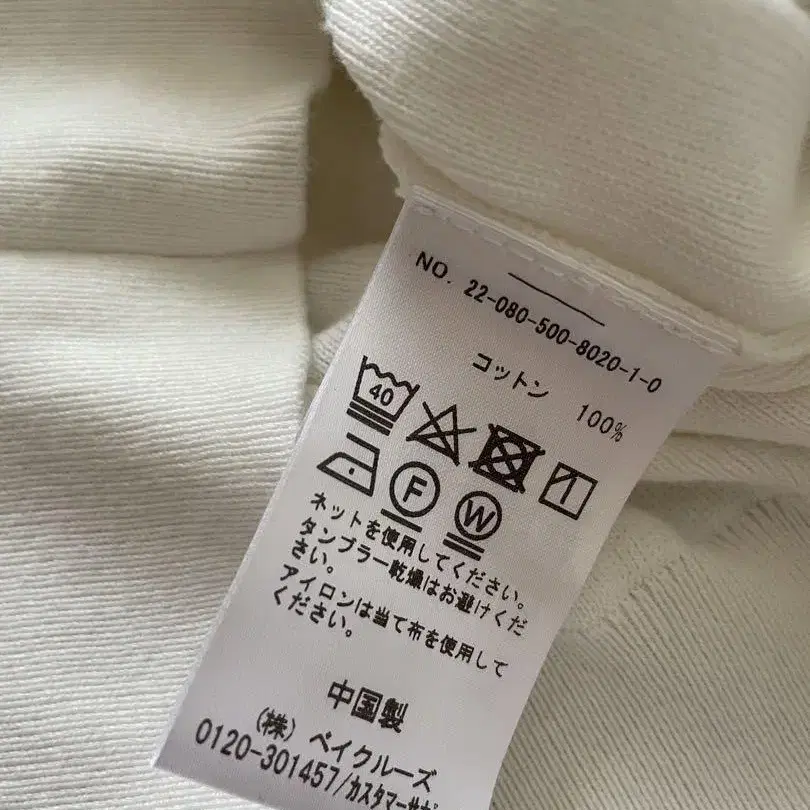 NO. 22-080-500-8020-1-0
コットン 100%
40
F W
ネットを使用してください。
タンブラー乾燥はお避けくだ
さい。
アイロンは当て布を使用して
ください。
中国製
(株) ベイクルーズ
0120-301457/カスタマーサポ